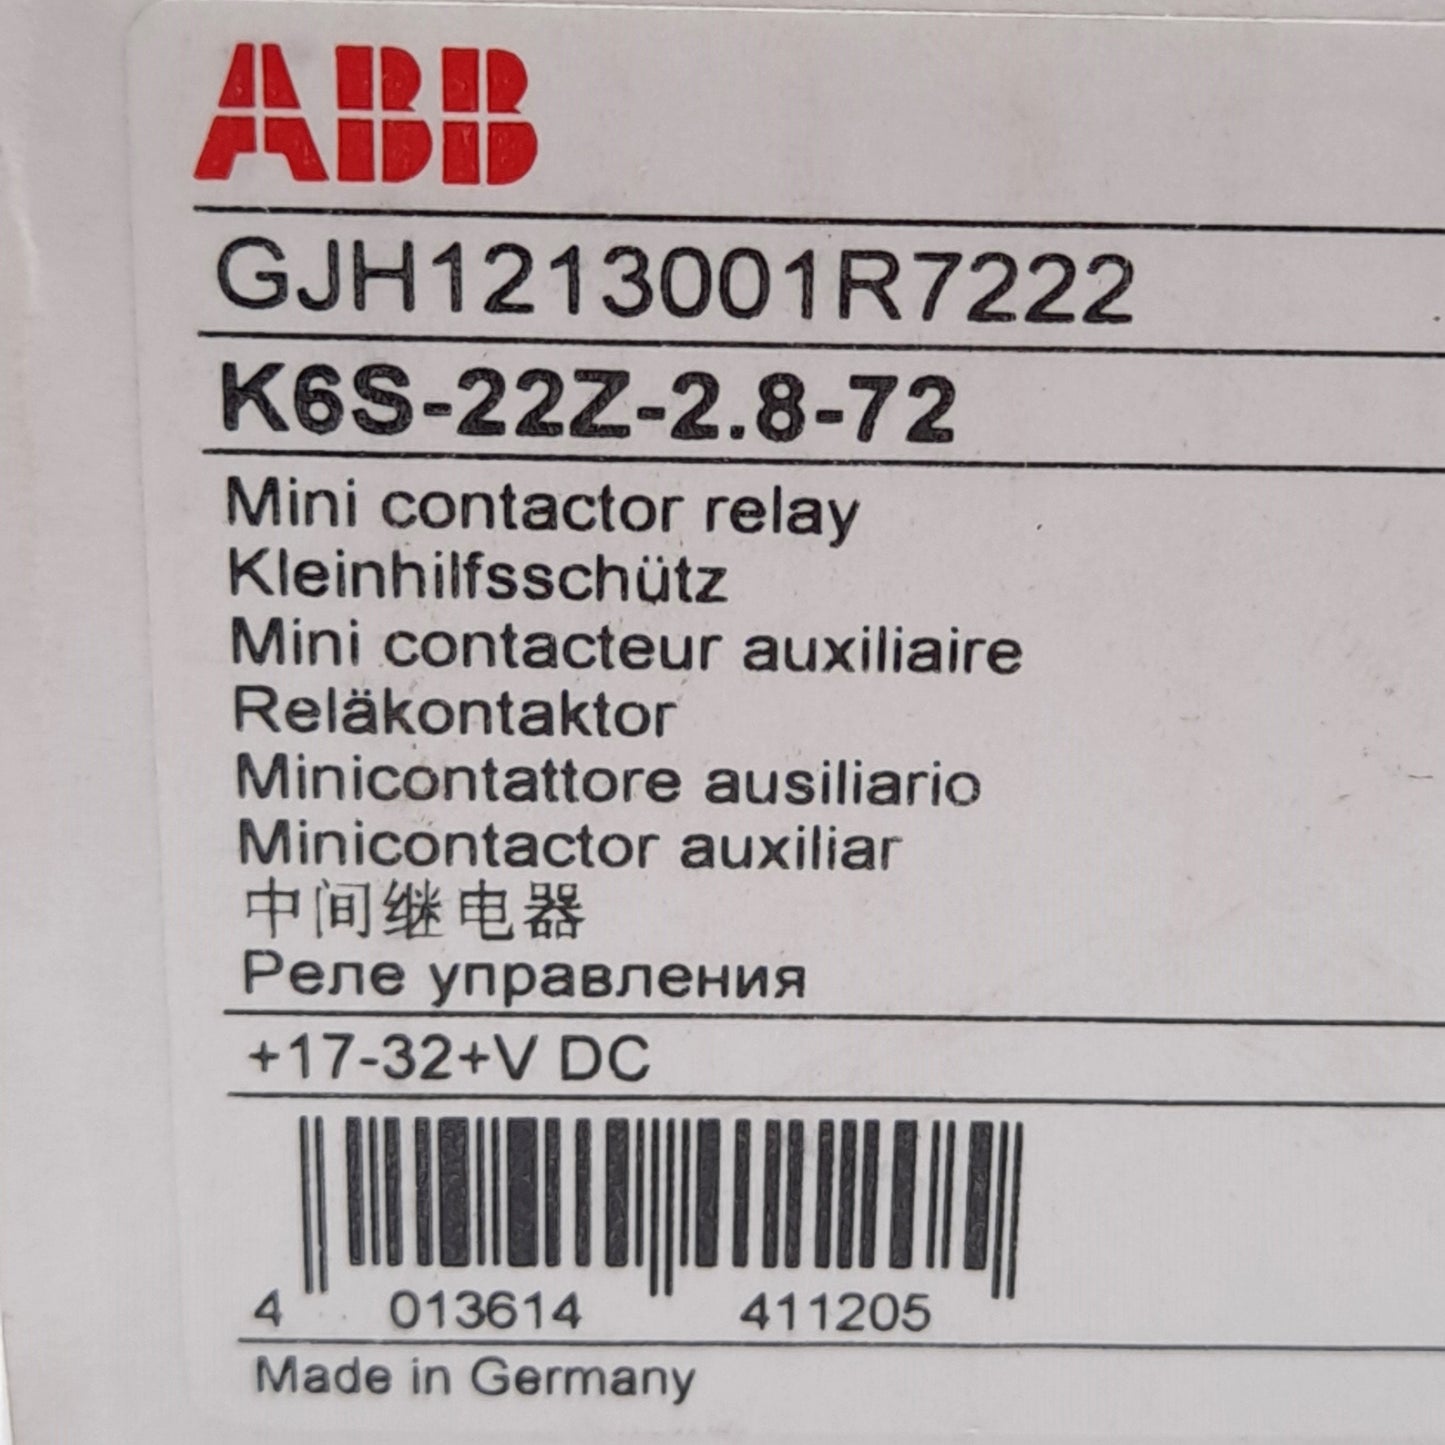 ABB
GJH1213001R7222
K6S-22Z-2.8-72
Mini contactor relay
Kleinhilfsschütz
Mini contacteur auxiliaire
Reläkontaktor
Minicontattore ausiliario
Minicontactor auxiliar
中间继电器
Реле управления
+17-32+V DC
4 013614 411205
Made in Germany